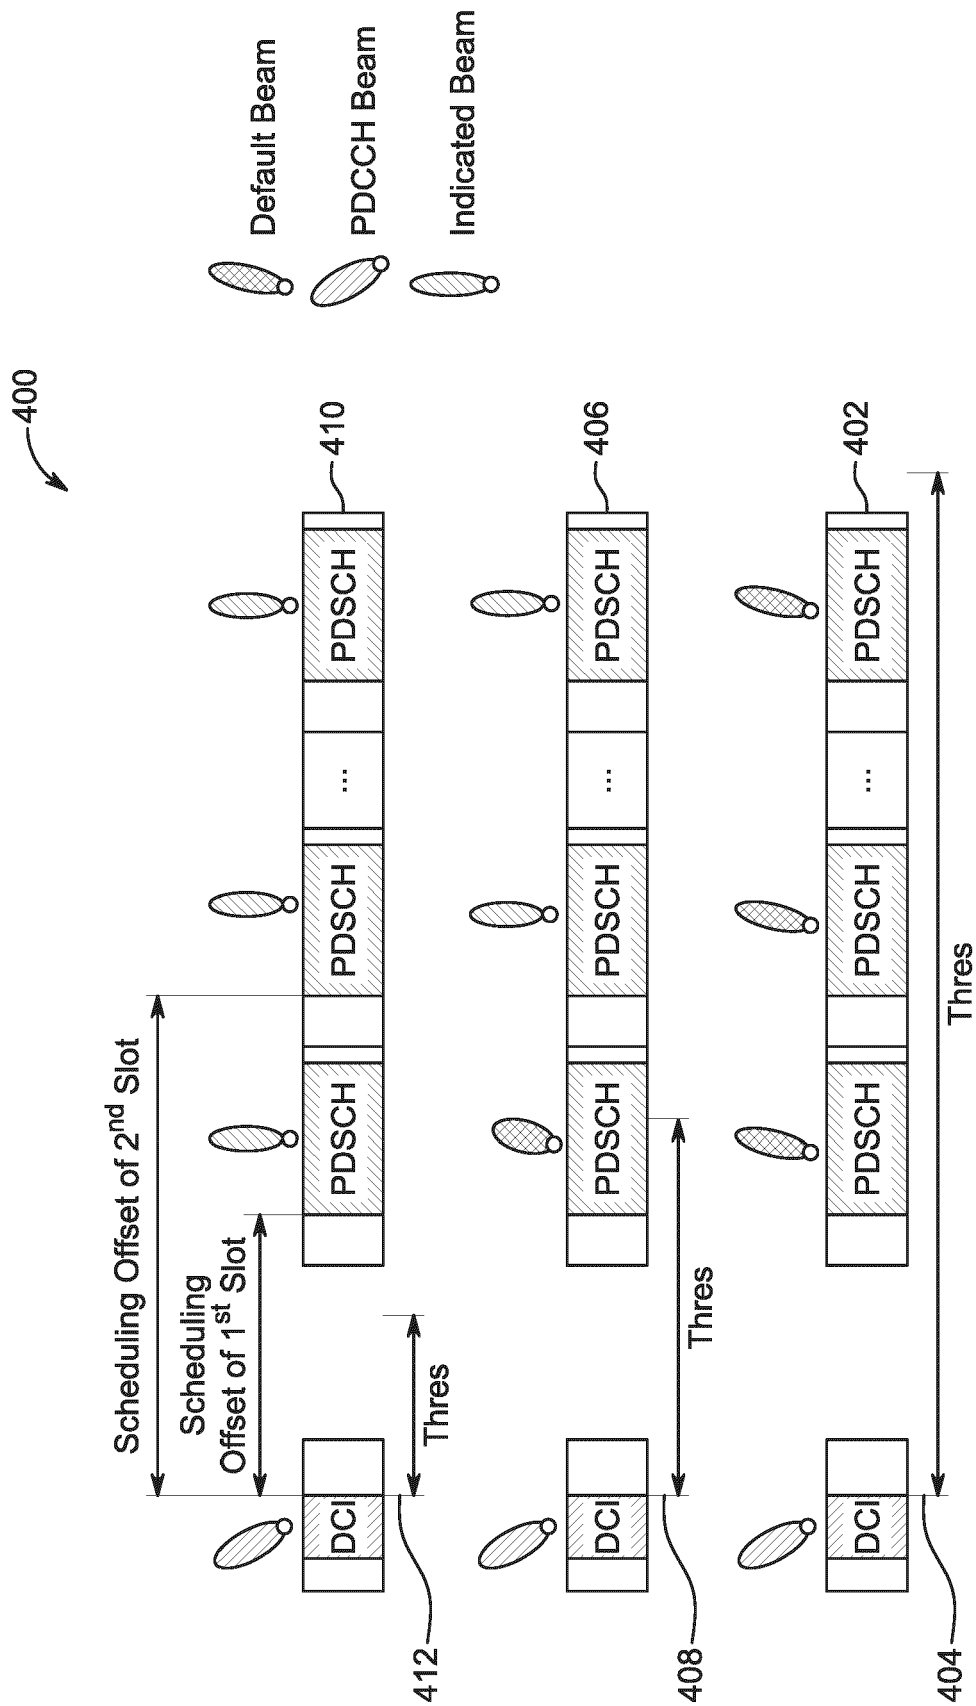 400
Default Beam
PDCCH Beam
Indicated Beam
Scheduling Offset of 2nd Slot
Scheduling
Offset of 1st Slot
DCI
PDSCH
PDSCH
...
PDSCH
410
Thres
412
DCI
PDSCH
PDSCH
...
PDSCH
406
Thres
408
DCI
PDSCH
PDSCH
...
PDSCH
402
Thres
404